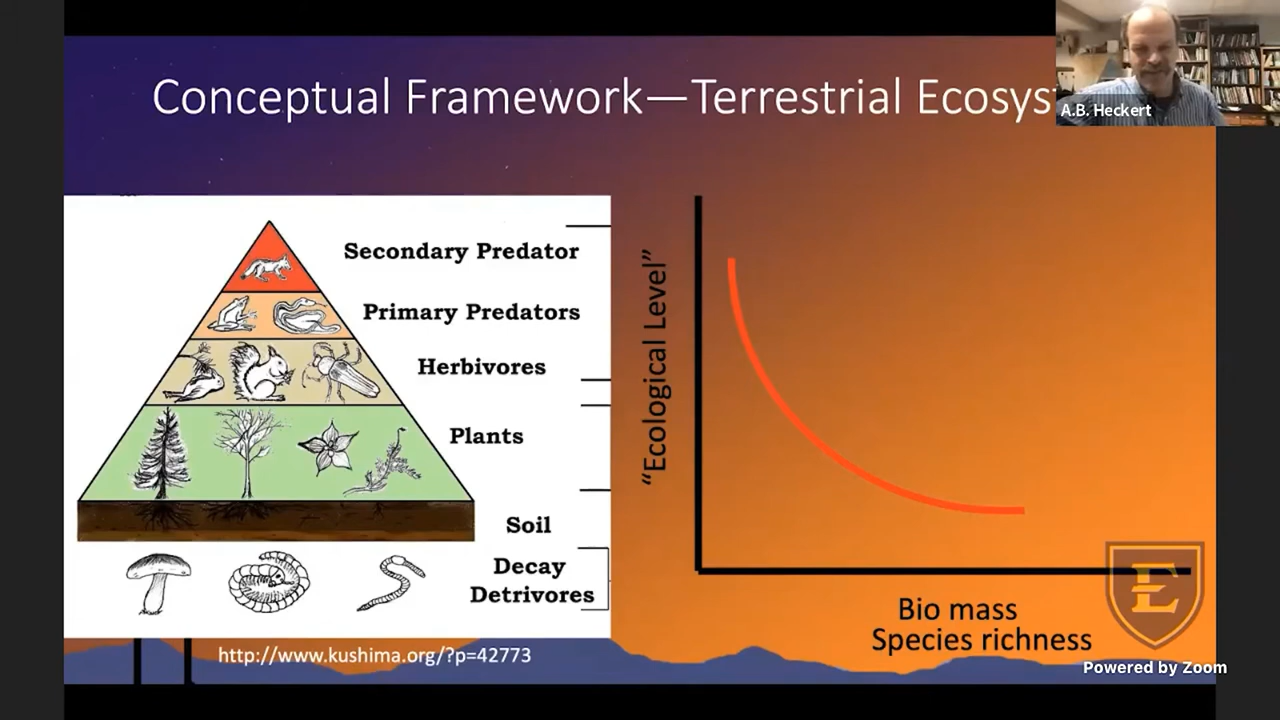 Conceptual Framework—Terrestrial Ecosyst
A.B. Heckert
Secondary Predator
Primary Predators
Herbivores
Plants
Soil
Decay
Detrivores
"Ecological Level"
Bio mass
Species richness
E
http://www.kushima.org/?p=42773
Powered by Zoom